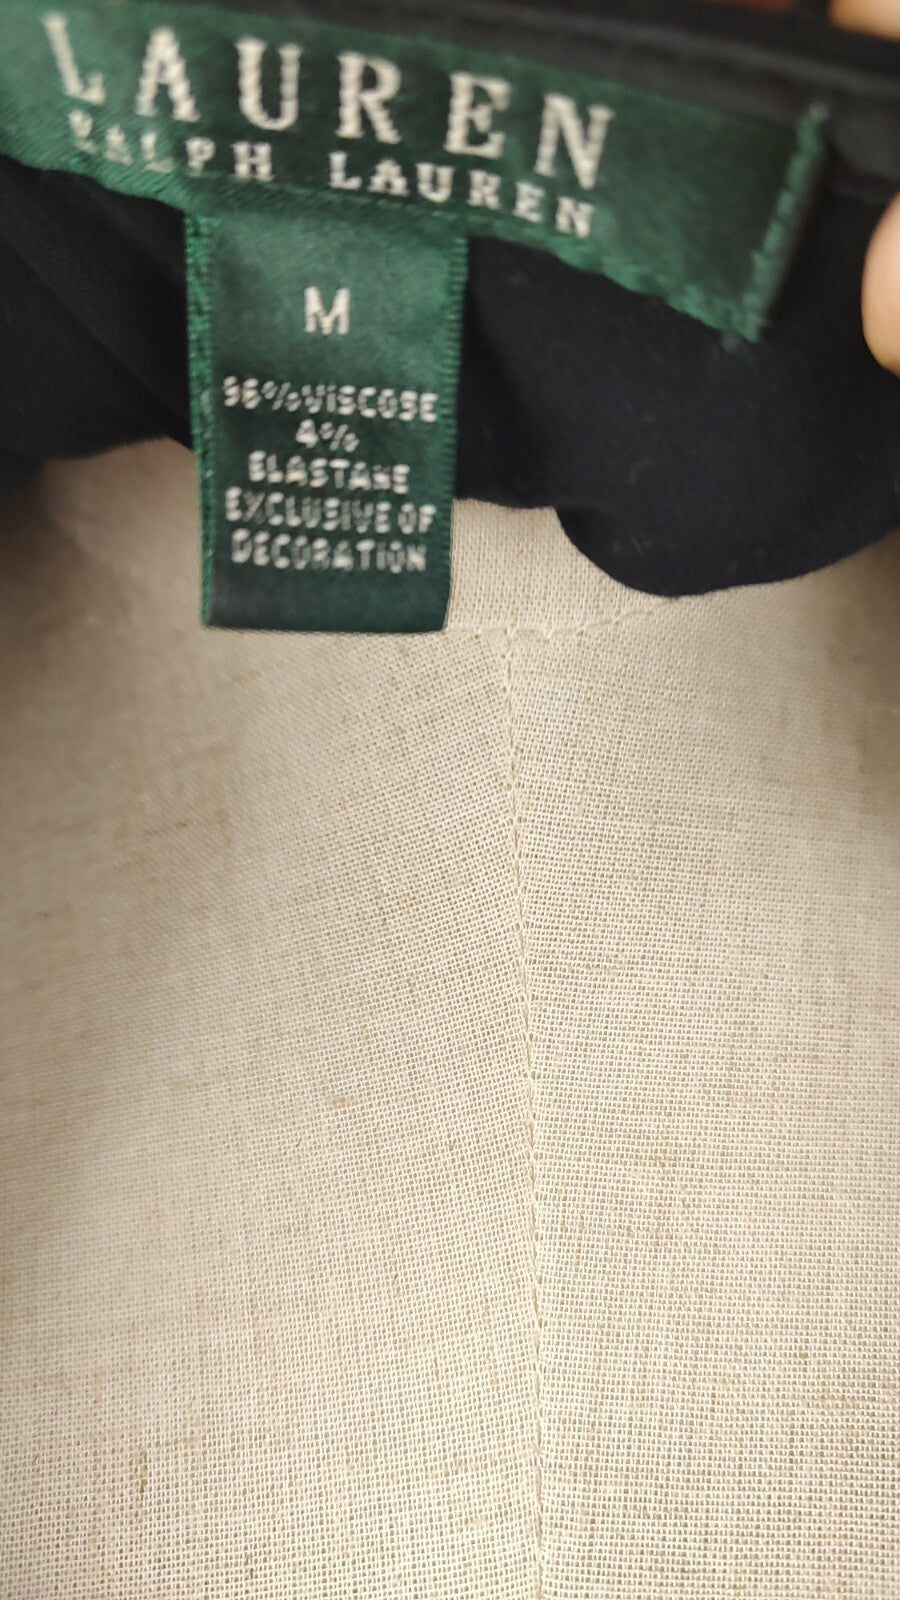 LAUREN
RALPH LAUREN
M
96% VISCOSE
4%
ELASTANE
EXCLUSIVE OF
DECORATION